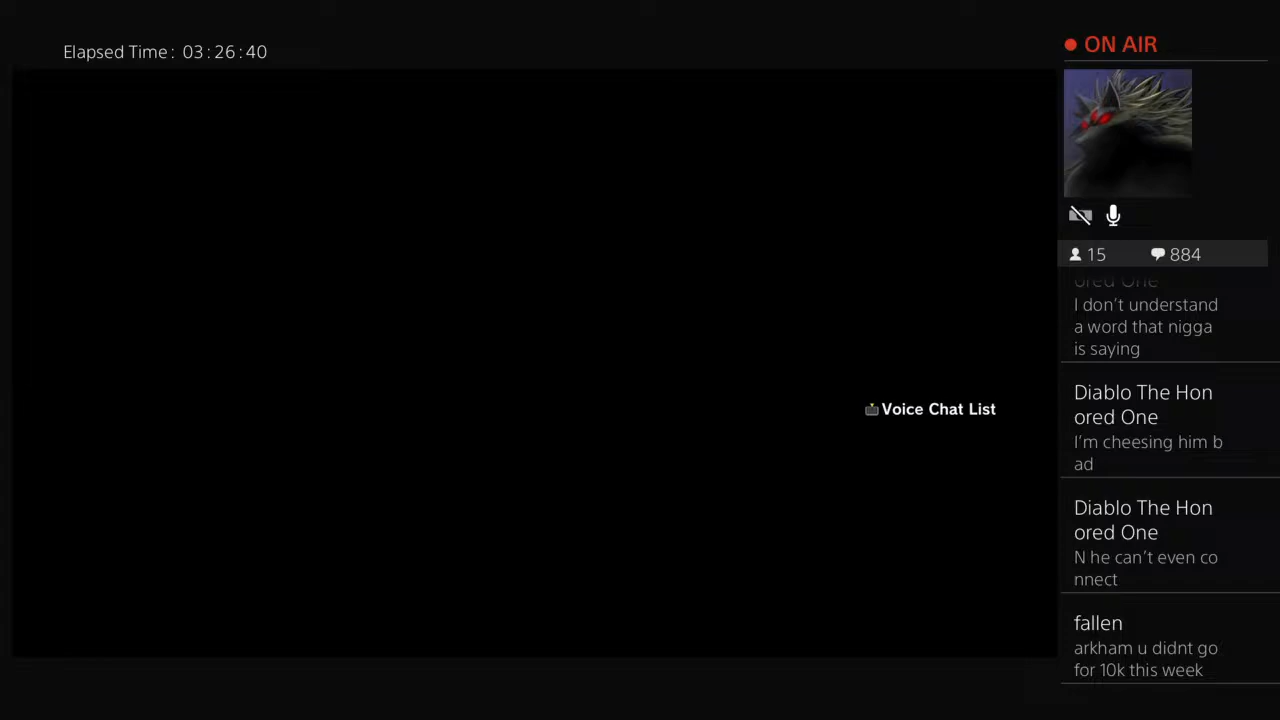 Elapsed Time: 03:26:40
ON AIR
15 884
ored One
I don't understand
a word that nigga
is saying
Voice Chat List
Diablo The Hon
ored One
I'm cheesing him b
ad
Diablo The Hon
ored One
N he can't even co
nnect
fallen
arkham u didnt go
for 10k this week